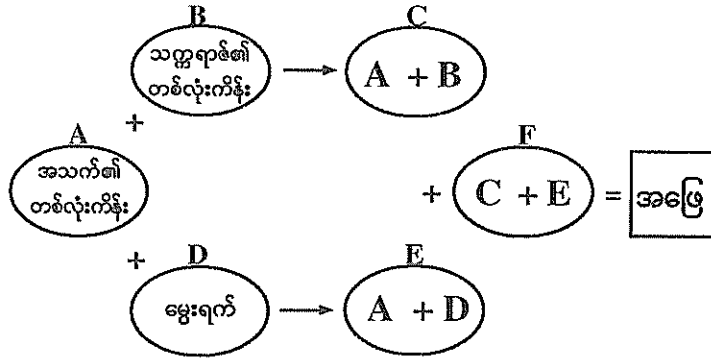 B
သက္ကရာဇ်၏
တစ်လုံးကိန်း
C
A + B
+
A
အသက်၏
တစ်လုံးကိန်း
+
F
C + E
=
အဖြေ
+
D
မွေးရက်
E
A + D